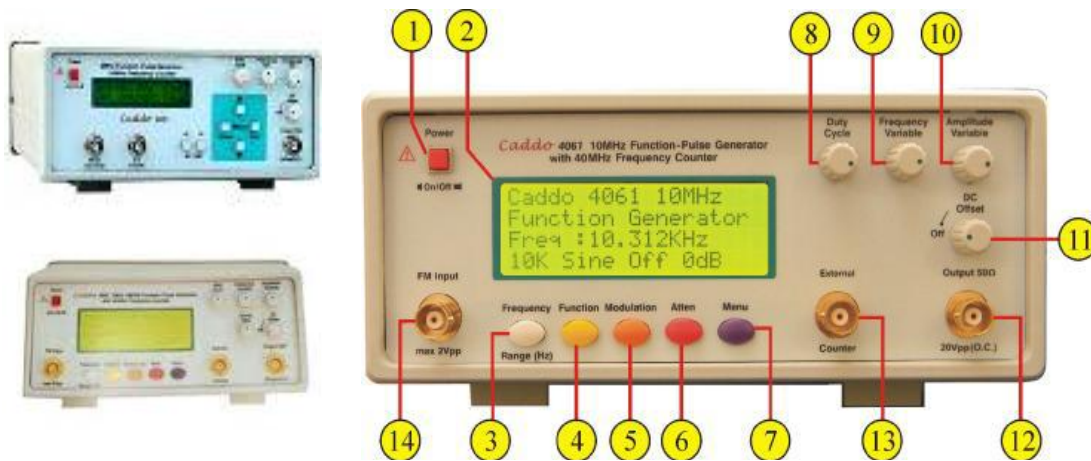 1
2
8
9
10
Power
On/Off
Caddo 4061 10MHz Function-Pulse Generator
with 40MHz Frequency Counter
Duty
Cycle
Frequency
Variable
Amplitude
Variable
Caddo 4061 10MHz
Function Generator
Freq :10.312KHz
10K Sine Off 0dB
DC
Offset
Off
11
FM Input
max 2Vpp
Frequency
Range (Hz)
Function
Modulation
Atten
Menu
External
Counter
Output 50Ω
20Vpp(O.C.)
14
3
4
5
6
7
13
12
Caddo